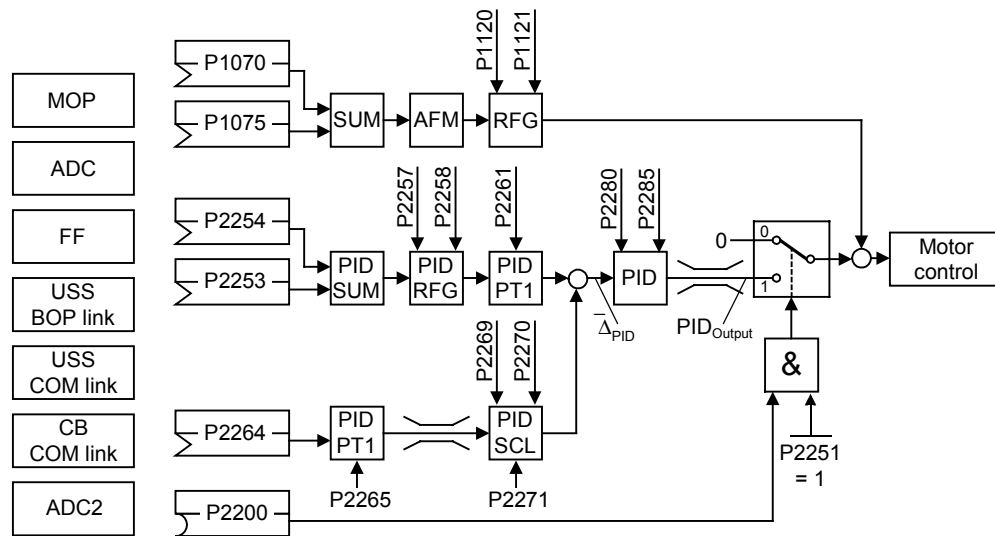 MOP
ADC
FF
USS
BOP link
USS
COM link
CB
COM link
ADC2
P1070
P1075
SUM
AFM
RFG
P1120
P1121
P2254
P2253
PID
SUM
P2257
P2258
PID
RFG
P2261
PID
PT1
Δ̅PID
P2280
P2285
PID
PIDOutput
0
0
1
Motor
control
&
P2251
= 1
P2264
PID
PT1
P2265
P2269
P2270
PID
SCL
P2271
P2200